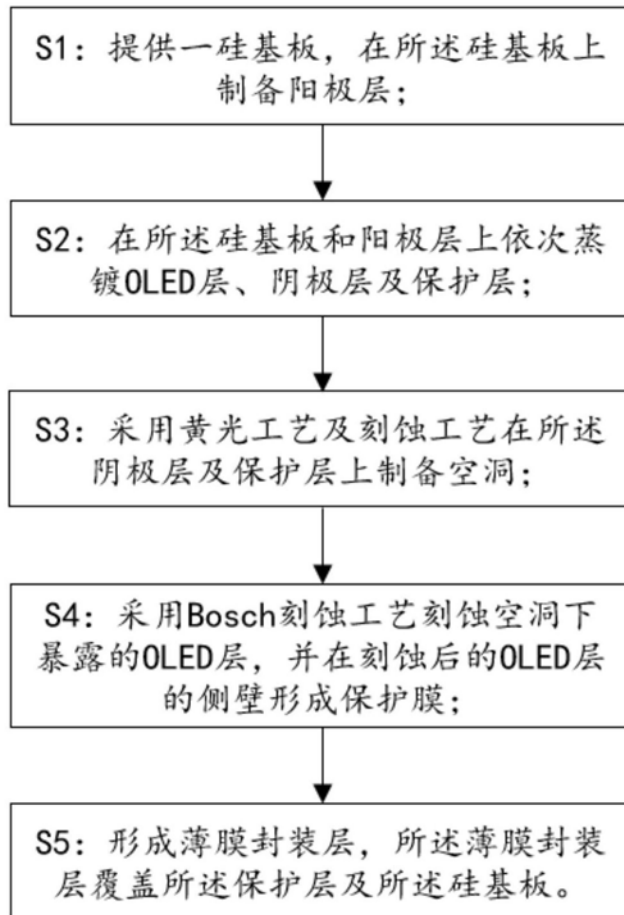 S1：提供一硅基板，在所述硅基板上
制备阳极层；
S2：在所述硅基板和阳极层上依次蒸
镀OLED层、阴极层及保护层；
S3：采用黄光工艺及刻蚀工艺在所述
阴极层及保护层上制备空洞；
S4：采用Bosch刻蚀工艺刻蚀空洞下
暴露的OLED层，并在刻蚀后的OLED层
的侧壁形成保护膜；
S5：形成薄膜封装层，所述薄膜封装
层覆盖所述保护层及所述硅基板。